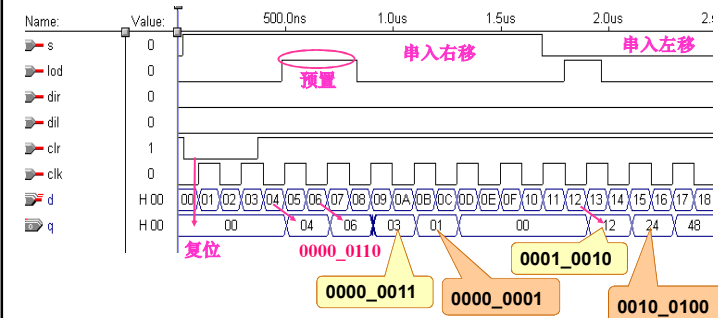 Name: Value: 500.0ns 1.0us 1.5us 2.0us 2.5
s 0 串入右移 串入左移
lod 0 预置
dir 0
dil 0
clr 1
clk 0
d H 00 00 01 02 03 04 05 06 07 08 09 0A 0B 0C 0D 0E 0F 10 11 12 13 14 15 16 17 18
q H 00 00 04 06 03 01 00 12 24 48
复位 0000_0110 0001_0010
0000_0011 0000_0001 0010_0100